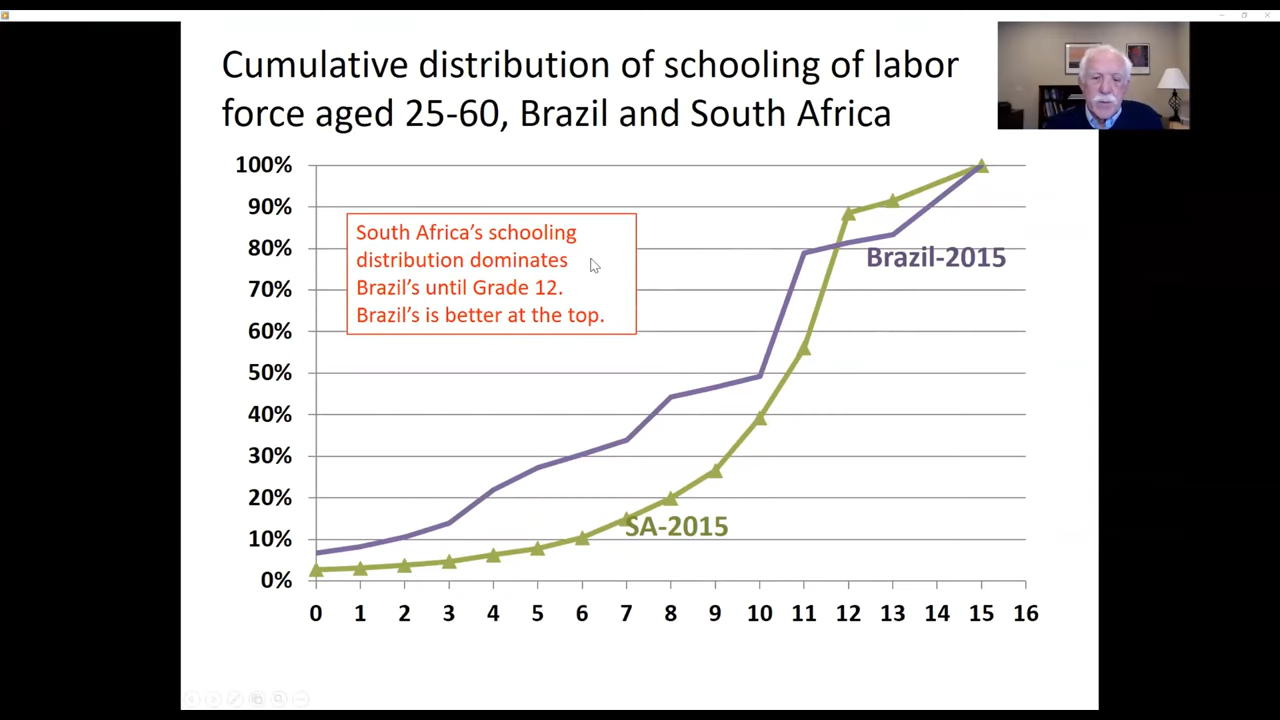 Cumulative distribution of schooling of labor
force aged 25-60, Brazil and South Africa
100%
90%
80%
70%
60%
50%
40%
30%
20%
10%
0%
South Africa's schooling
distribution dominates
Brazil's until Grade 12.
Brazil's is better at the top.
Brazil-2015
SA-2015
0 1 2 3 4 5 6 7 8 9 10 11 12 13 14 15 16